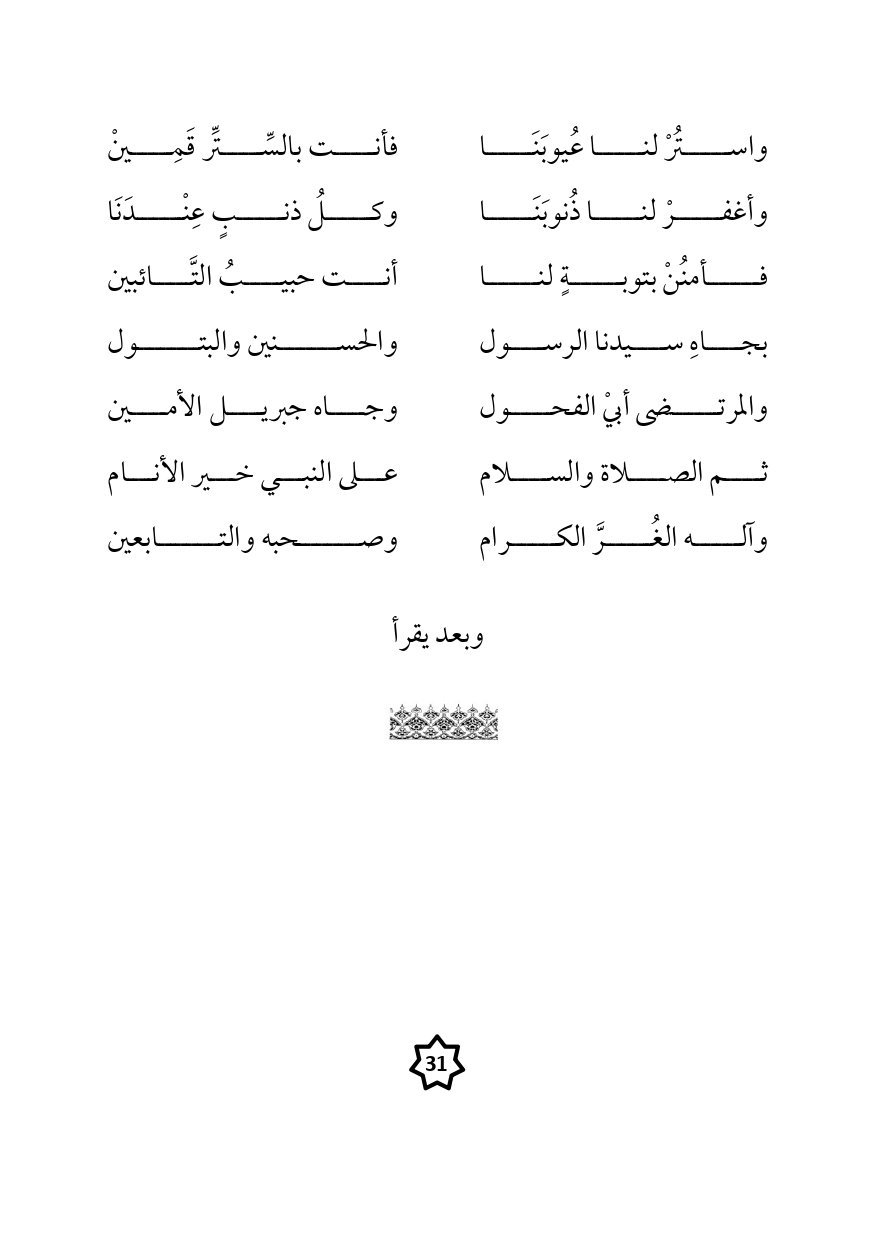 واستُرْ لنا عُيوبَنَا فأنت بالسِّترِّ قَمِينْ
وأغفرْ لنا ذُنوبَنَا وكلُ ذنبٍ عِنْدَنَا
فأمنُنْ بتوبةٍ لنا أنت حبيبُ التَّائبين
بجاهِ سيدنا الرسول والحسنين والبتول
والمرتضى أبيْ الفحول وجاه جبريل الأمين
ثم الصلاة والسلام على النبي خير الأنام
وآله الغُرَّ الكرام وصحبه والتابعين
وبعد يقرأ
31